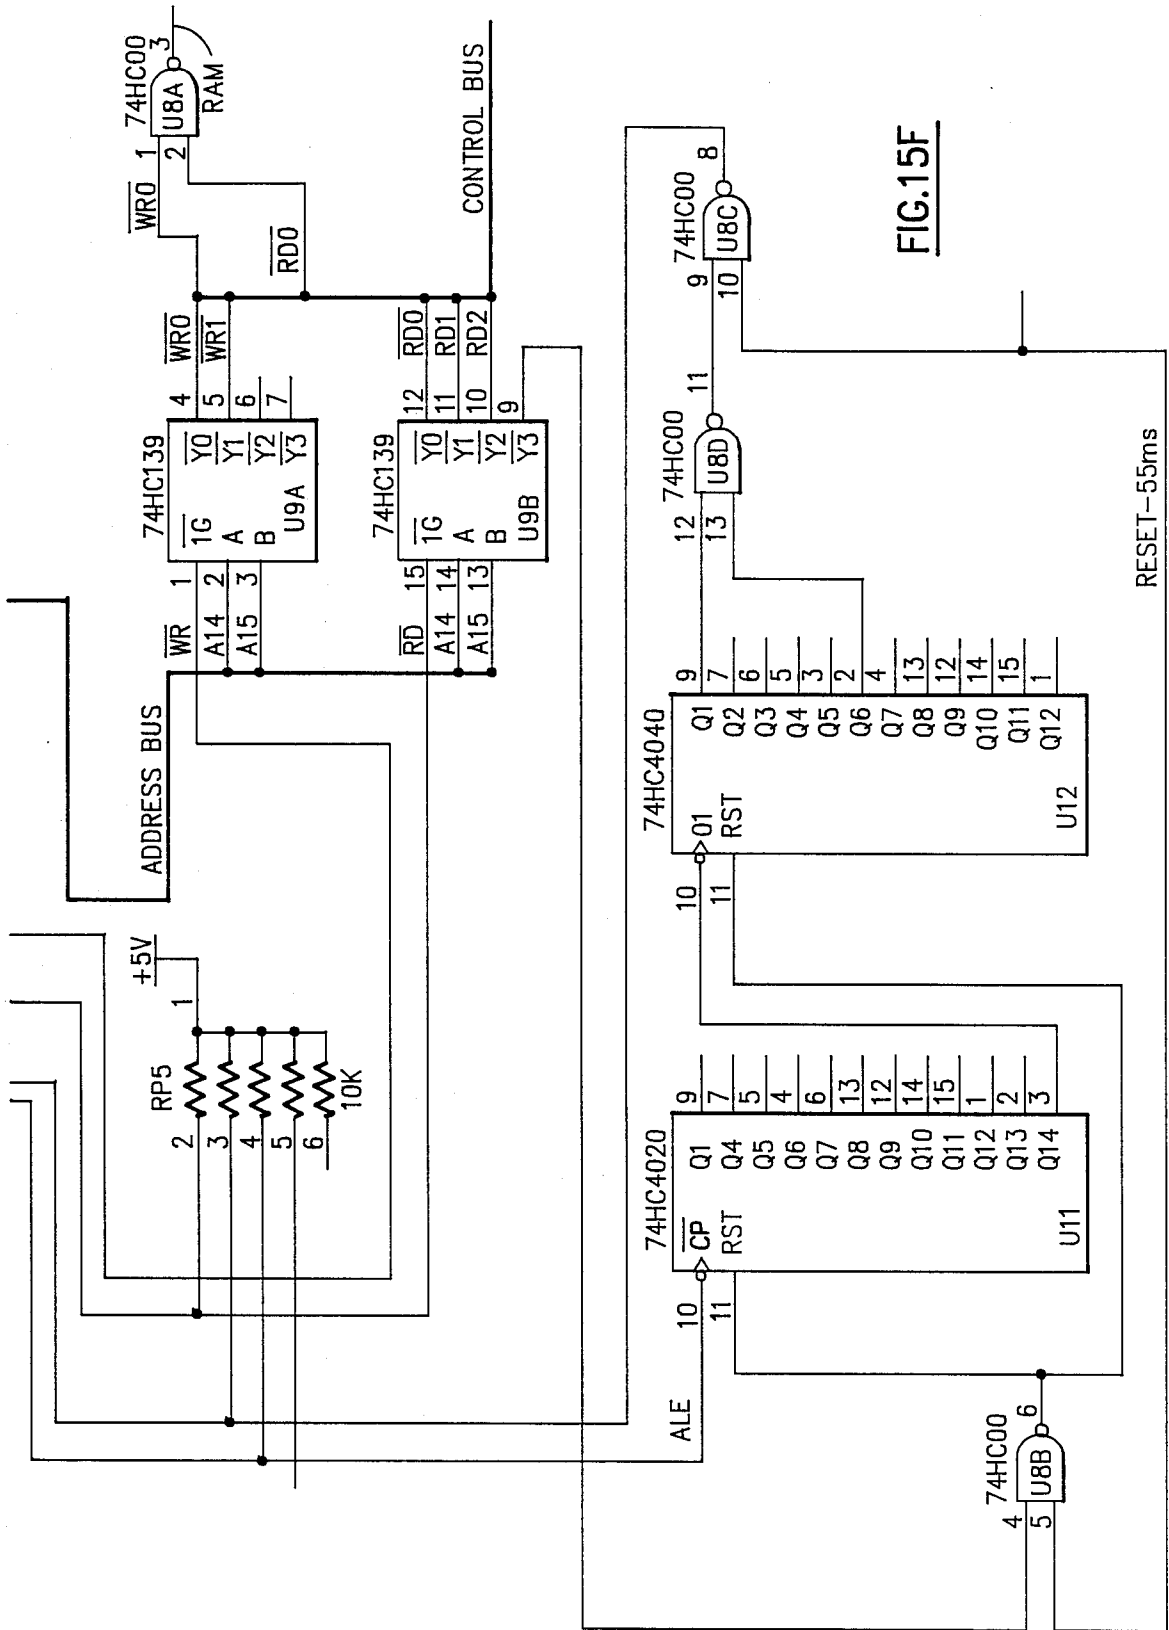 74HC00
1
2
3
U8A
RAM
WR0
RD0
CONTROL BUS
ADDRESS BUS
74HC139
WR 1 1G Y0 4 WR0
A14 2 A Y1 5 WR1
A15 3 B Y2 6
Y3 7
U9A
74HC139
RD 15 1G Y0 12 RD0
A14 14 A Y1 11 RD1
A15 13 B Y2 10 RD2
Y3 9
U9B
+5V
1
RP5
2
3
4
5
6
10K
74HC4020
ALE
10 CP Q1 9
11 RST Q4 7
Q5 5
Q6 4
Q7 6
Q8 13
Q9 12
Q10 14
Q11 15
Q12 1
Q13 2
Q14 3
U11
74HC4040
10 O1 Q1 9
11 RST Q2 7
Q3 6
Q4 5
Q5 3
Q6 2
Q7 4
Q8 13
Q9 12
Q10 14
Q11 15
Q12 1
U12
74HC00
12
13
U8D
11
74HC00
9
10
U8C
8
74HC00
4
5
U8B
6
RESET-55ms
FIG.15F